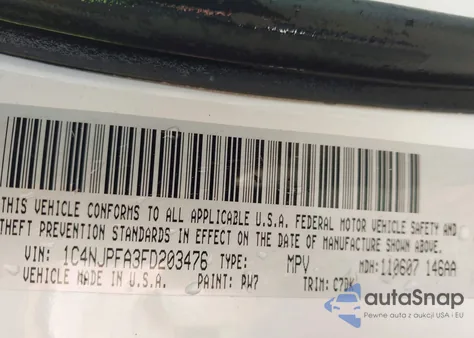 THIS VEHICLE CONFORMS TO ALL APPLICABLE U.S.A. FEDERAL MOTOR VEHICLE SAFETY AND
THEFT PREVENTION STANDARDS IN EFFECT ON THE DATE OF MANUFACTURE SHOWN ABOVE.
VIN: 1C4NJPFA3FD203476 TYPE: MPV MDH: 110607 146AA
VEHICLE MADE IN U.S.A. PAINT: PW7 TRIM: C7DK
autoSnap
Pewne auta z aukcji USA i EU